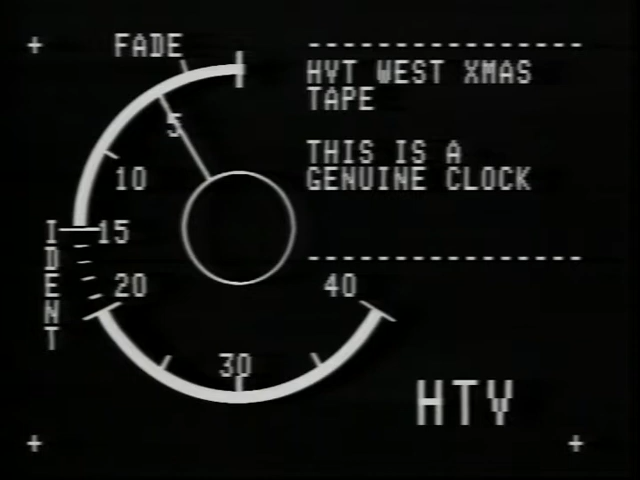 FADE
HVT WEST XMAS
TAPE
THIS IS A
GENUINE CLOCK
5
10
15
20
30
40
IDENT
HTV